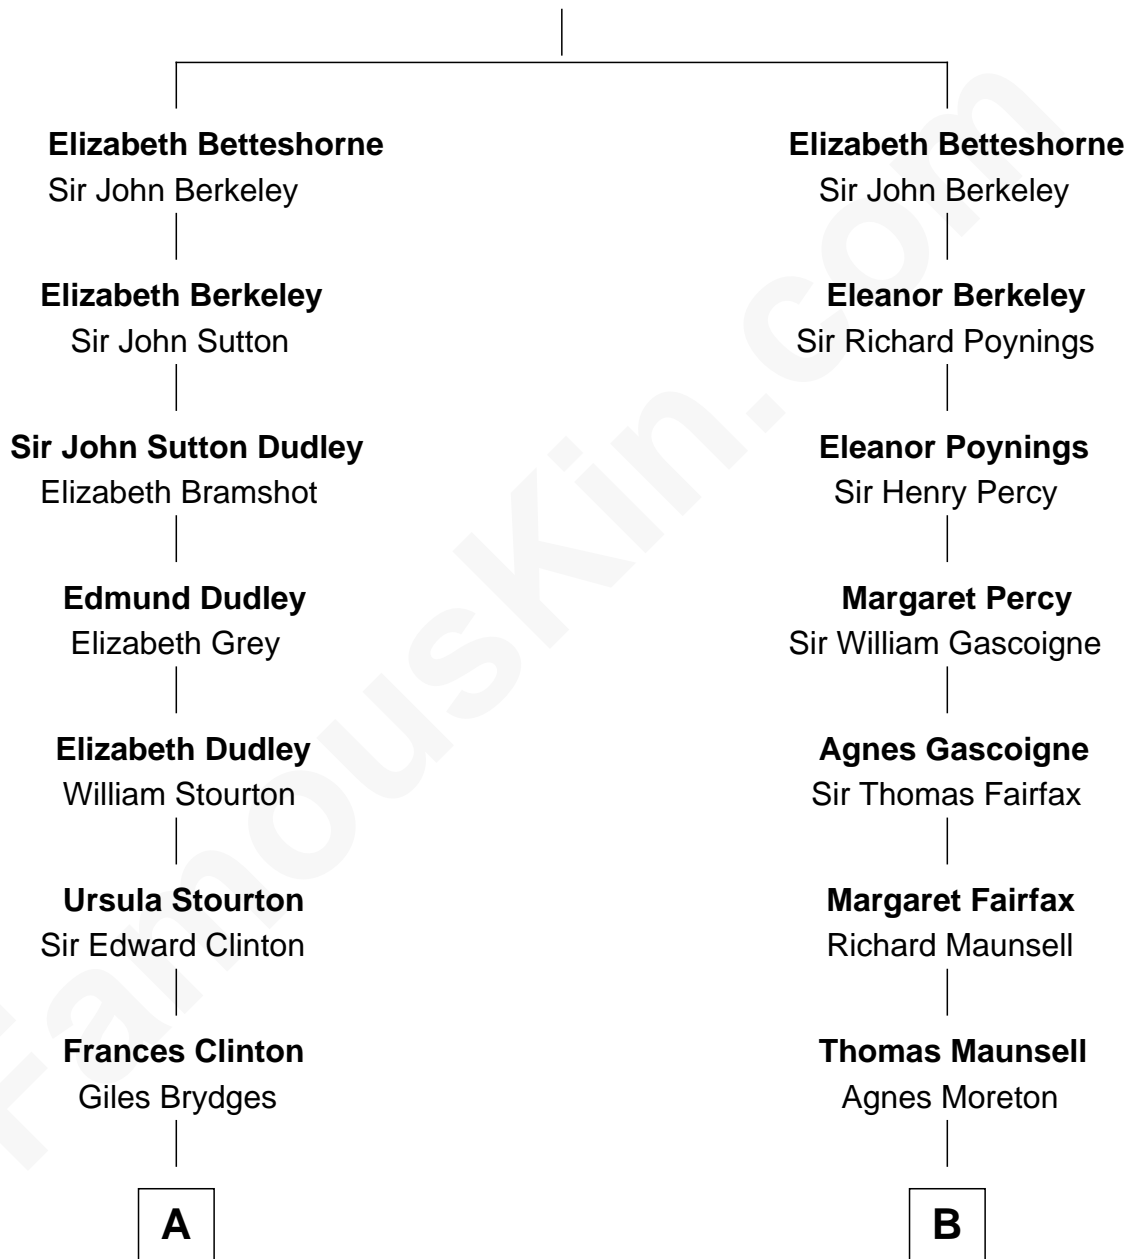 Elizabeth Betteshorne
Sir John Berkeley
Elizabeth Berkeley
Sir John Sutton
Sir John Sutton Dudley
Elizabeth Bramshot
Edmund Dudley
Elizabeth Grey
Elizabeth Dudley
William Stourton
Ursula Stourton
Sir Edward Clinton
Frances Clinton
Giles Brydges
A
Elizabeth Betteshorne
Sir John Berkeley
Eleanor Berkeley
Sir Richard Poynings
Eleanor Poynings
Sir Henry Percy
Margaret Percy
Sir William Gascoigne
Agnes Gascoigne
Sir Thomas Fairfax
Margaret Fairfax
Richard Maunsell
Thomas Maunsell
Agnes Moreton
B
FamousKin.com